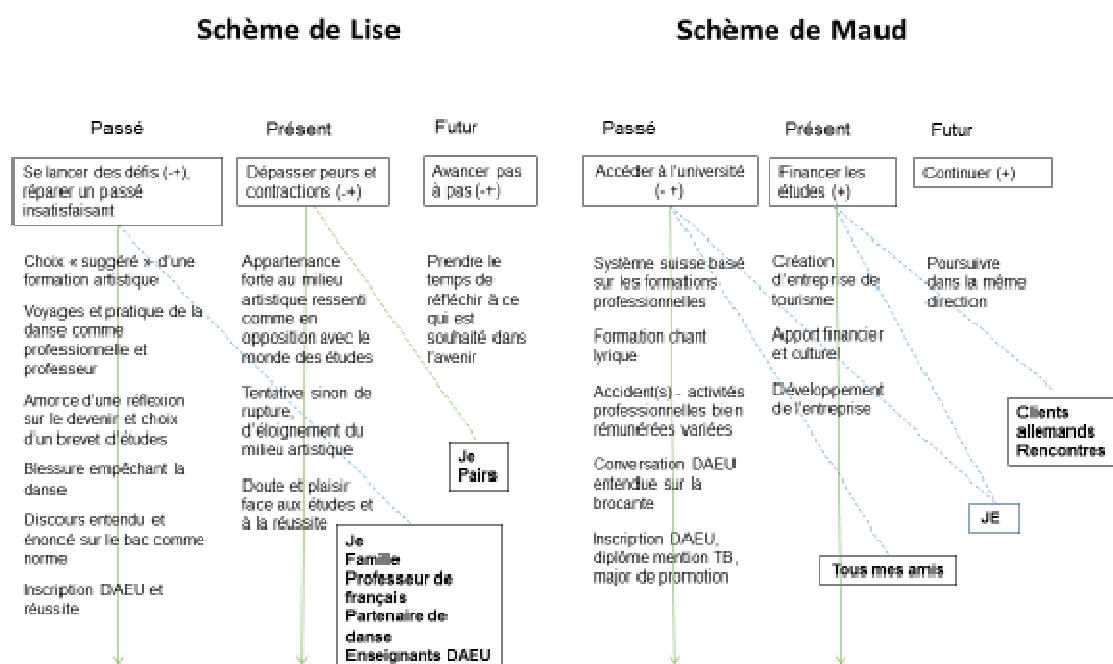 Schème de Lise
Passé
Présent
Futur
Se lancer des défis (-+),
réparer un passé
insatisfaisant
Dépasser peurs et
contractions (-+)
Avancer pas
à pas (-+)
Choix « suggéré » d'une
formation artistique
Voyages et pratique de la
danse comme
professionnelle et
professeur
Amorce d'une réflexion
sur le devenir et choix
d'un brevet d'études
Blessure empêchant la
danse
Discours entendu et
énoncé sur le bac comme
norme
Inscription DAEU et
réussite
Appartenance
forte au milieu
artistique ressenti
comme en
opposition avec le
monde des études
Tentative sinon de
rupture,
d'éloignement du
milieu artistique
Doute et plaisir
face aux études et
à la réussite
Prendre le
temps de
réfléchir à ce
qui est
souhaité dans
l'avenir
Je
Pairs
Je
Famille
Professeur de
français
Partenaire de
danse
Enseignants DAEU
Schème de Maud
Passé
Présent
Futur
Accéder à l'université
(- +)
Financer les
études (+)
Continuer (+)
Système suisse basé
sur les formations
professionnelles
Formation chant
lyrique
Accident(s) - activités
professionnelles bien
rémunérées variées
Conversation DAEU
entendue sur la
brocante
Inscription DAEU,
diplôme mention TB,
major de promotion
Création
d'entreprise de
tourisme
Apport financier
et culturel
Développement
de l'entreprise
Poursuivre
dans la même
direction
Clients
allemands
Rencontres
JE
Tous mes amis